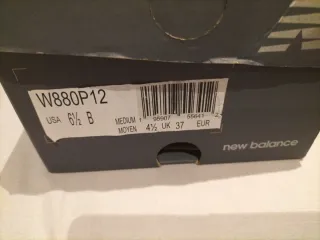 W880P12
USA 6½ B
MEDIUM
MOYEN 4½ UK 37 EUR
new balance